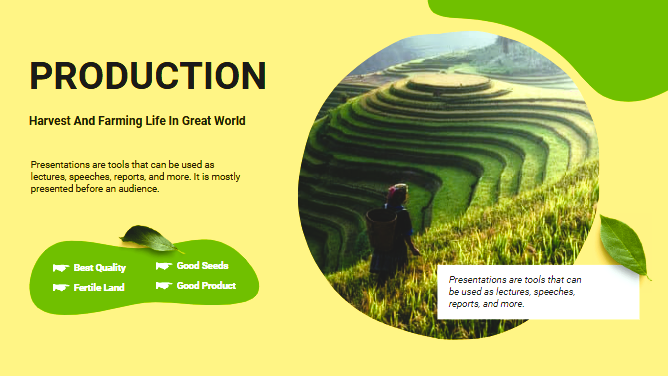 PRODUCTION
Harvest And Farming Life In Great World
Presentations are tools that can be used as
lectures, speeches, reports, and more. It is mostly
presented before an audience.
Best Quality
Good Seeds
Fertile Land
Good Product
Presentations are tools that can
be used as lectures, speeches,
reports, and more.